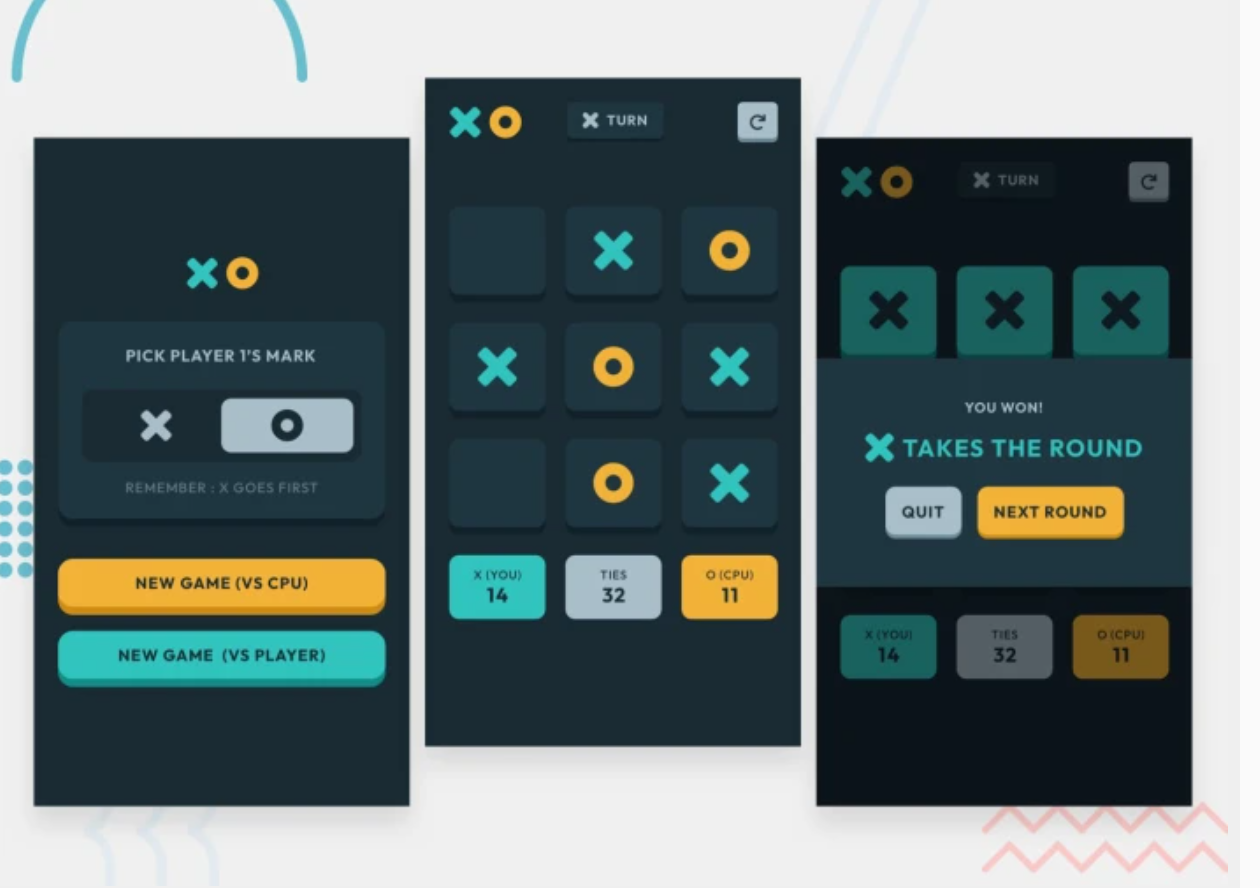 PICK PLAYER 1'S MARK
REMEMBER : X GOES FIRST
NEW GAME (VS CPU)
NEW GAME (VS PLAYER)
TURN
X (YOU)
14
TIES
32
O (CPU)
11
TURN
YOU WON!
TAKES THE ROUND
QUIT
NEXT ROUND
X (YOU)
14
TIES
32
O (CPU)
11